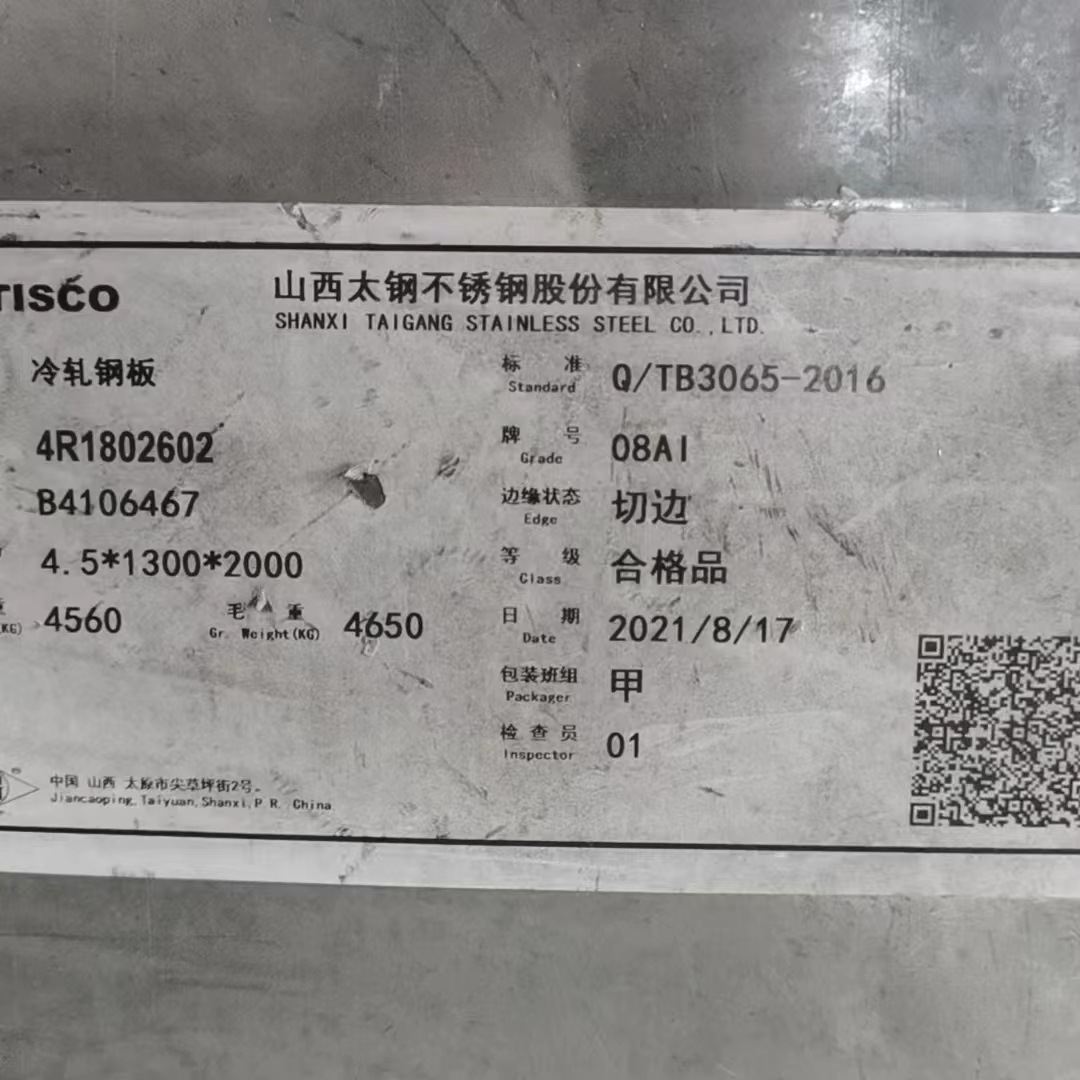 TISCO
山西太钢不锈钢股份有限公司
SHANXI TAIGANG STAINLESS STEEL CO.,LTD.
冷轧钢板
标 准 Q/TB3065-2016
Standard
4R1802602
牌 号 08Al
Grade
B4106467
边缘状态 切边
Edge
4.5*1300*2000
等 级 合格品
Class
重 4560 毛 重 4650
(KG) Gr. Weight(KG)
日 期 2021/8/17
Date
包装班组 甲
Packager
检 查 员 01
Inspector
中国 山西 太原市尖草坪街2号.
Jiancaoping,Taiyuan,Shanxi,P.R. China